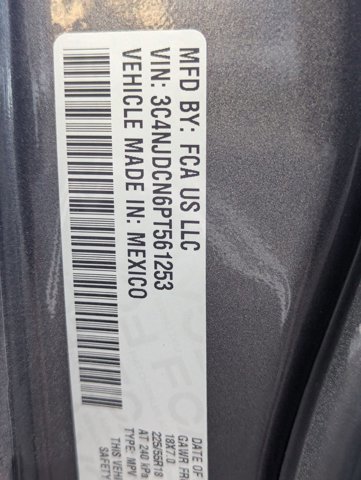 MFD BY: FCA US LLC
VIN: 3C4NJDCN6PT561253
VEHICLE MADE IN: MEXICO
DATE OF
GAWR FR
18X7.0
225/55R18
AT 240 kPa
TYPE: MPV
THIS VEH
SAFETY